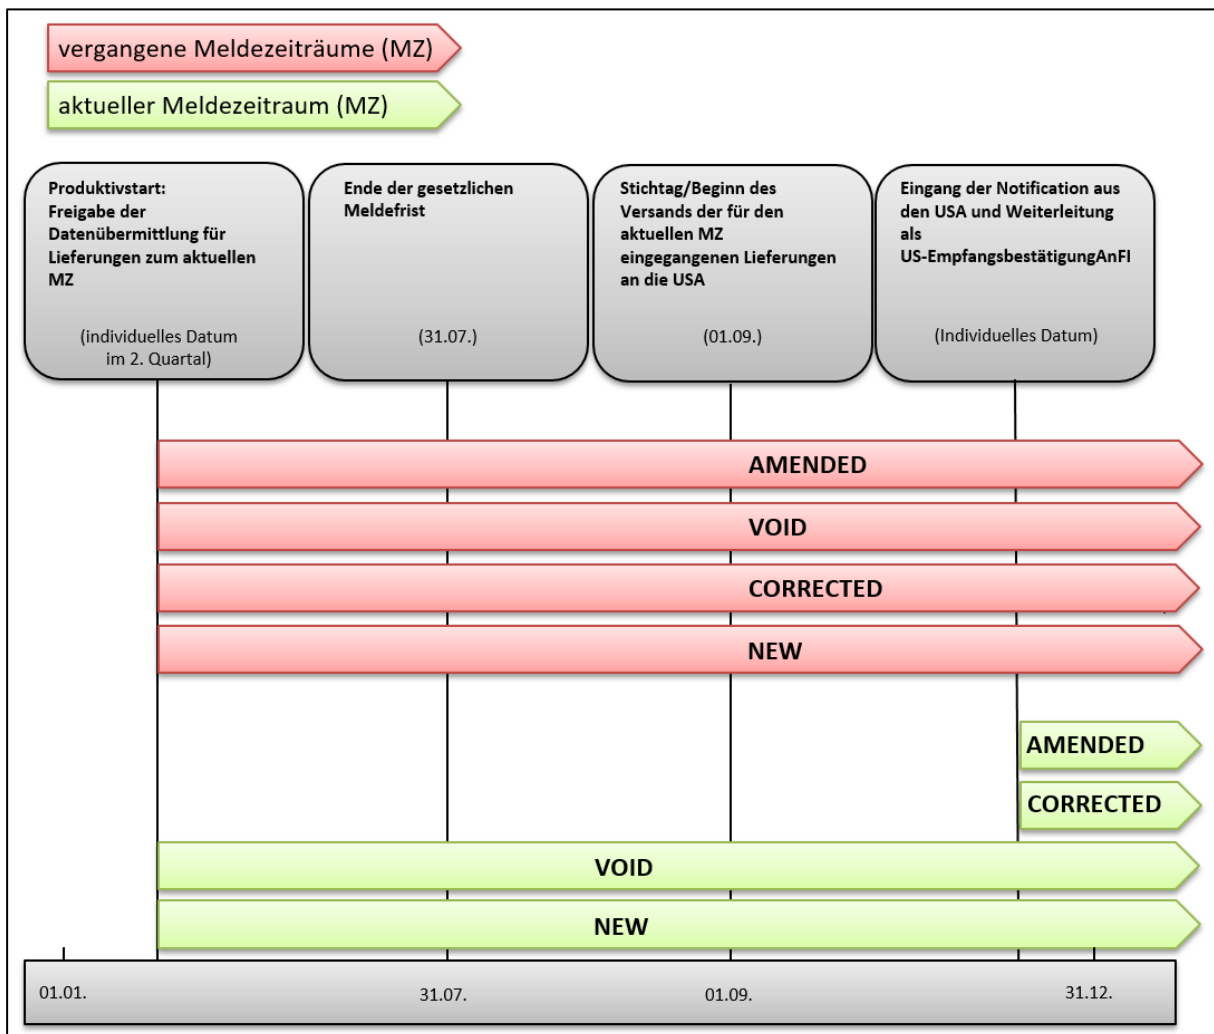 vergangene Meldezeiträume (MZ)
aktueller Meldezeitraum (MZ)
Produktivstart:
Freigabe der
Datenübermittlung für
Lieferungen zum aktuellen
MZ
(individuelles Datum
im 2. Quartal)
Ende der gesetzlichen
Meldefrist
(31.07.)
Stichtag/Beginn des
Versands der für den
aktuellen MZ
eingegangenen Lieferungen
an die USA
(01.09.)
Eingang der Notification aus
den USA und Weiterleitung
als
US-EmpfangsbestätigungAnFI
(Individuelles Datum)
AMENDED
VOID
CORRECTED
NEW
AMENDED
CORRECTED
VOID
NEW
01.01.
31.07.
01.09.
31.12.